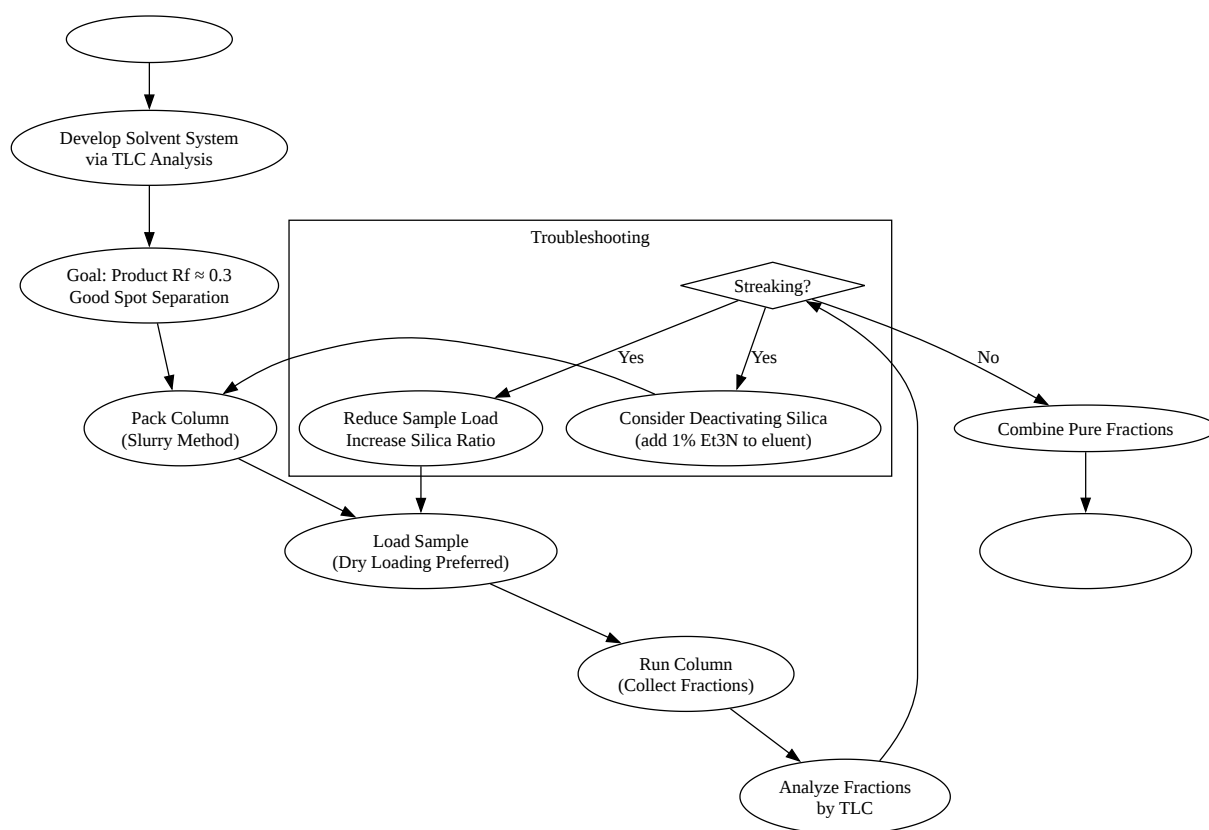 Develop Solvent System
via TLC Analysis
Goal: Product Rf ≈ 0.3
Good Spot Separation
Troubleshooting
Streaking?
Yes
Yes
No
Pack Column
(Slurry Method)
Reduce Sample Load
Increase Silica Ratio
Consider Deactivating Silica
(add 1% Et3N to eluent)
Combine Pure Fractions
Load Sample
(Dry Loading Preferred)
Run Column
(Collect Fractions)
Analyze Fractions
by TLC